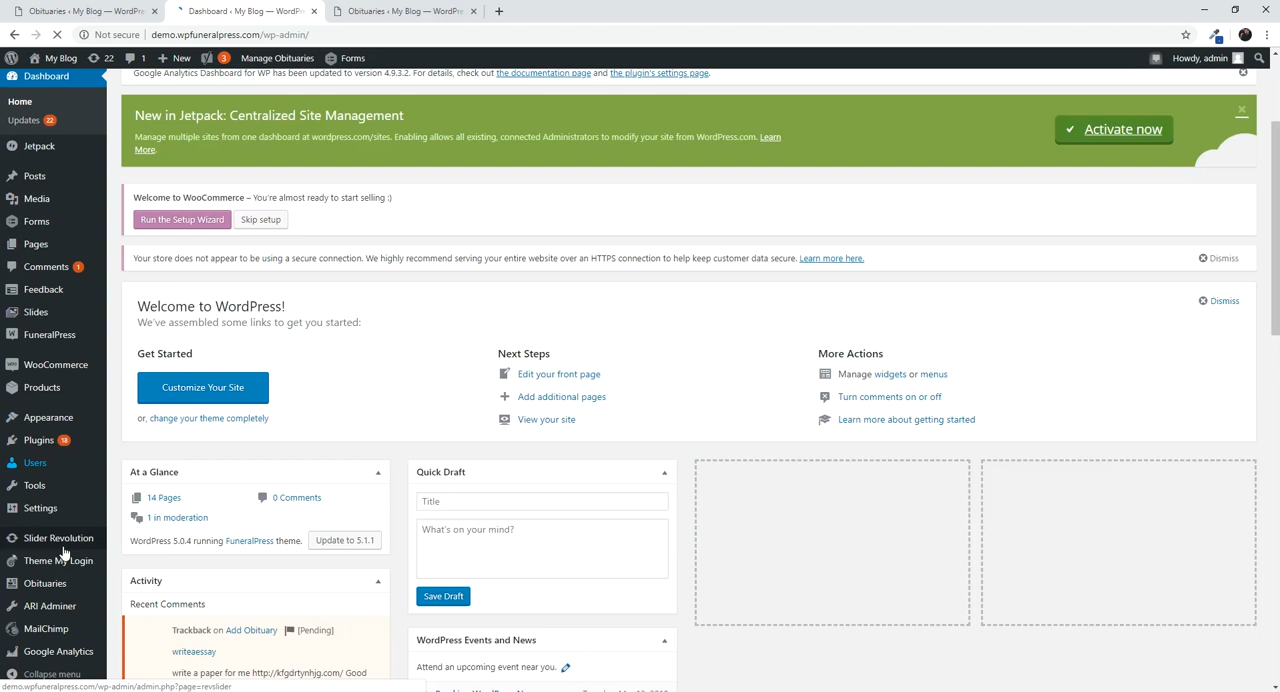 Obituaries ‹ My Blog — WordPre
Dashboard ‹ My Blog — WordPr
Obituaries ‹ My Blog — WordPre
Not secure | demo.wpfuneralpress.com/wp-admin/
My Blog 22 1 + New 3 Manage Obituaries Forms Howdy, admin
Dashboard
Home
Updates 22
Jetpack
Posts
Media
Forms
Pages
Comments 1
Feedback
Slides
FuneralPress
WooCommerce
Products
Appearance
Plugins 18
Users
Tools
Settings
Slider Revolution
Theme My Login
Obituaries
ARI Adminer
MailChimp
Google Analytics
Collapse menu
Google Analytics Dashboard for WP has been updated to version 4.9.3.2. For details, check out the documentation page and the plugin's settings page.
New in Jetpack: Centralized Site Management
Manage multiple sites from one dashboard at wordpress.com/sites. Enabling allows all existing, connected Administrators to modify your site from WordPress.com. Learn
More.
Activate now
Welcome to WooCommerce – You're almost ready to start selling :)
Run the Setup Wizard Skip setup
Your store does not appear to be using a secure connection. We highly recommend serving your entire website over an HTTPS connection to help keep customer data secure. Learn more here. Dismiss
Welcome to WordPress! Dismiss
We've assembled some links to get you started:
Get Started
Customize Your Site
or, change your theme completely
Next Steps
Edit your front page
Add additional pages
View your site
More Actions
Manage widgets or menus
Turn comments on or off
Learn more about getting started
At a Glance
14 Pages 0 Comments
1 in moderation
WordPress 5.0.4 running FuneralPress theme. Update to 5.1.1
Activity
Recent Comments
Trackback on Add Obituary [Pending]
writeaessay
write a paper for me http://kfgdrtynhjg.com/ Good
Quick Draft
Title
What's on your mind?
Save Draft
WordPress Events and News
Attend an upcoming event near you.
demo.wpfuneralpress.com/wp-admin/admin.php?page=revslider